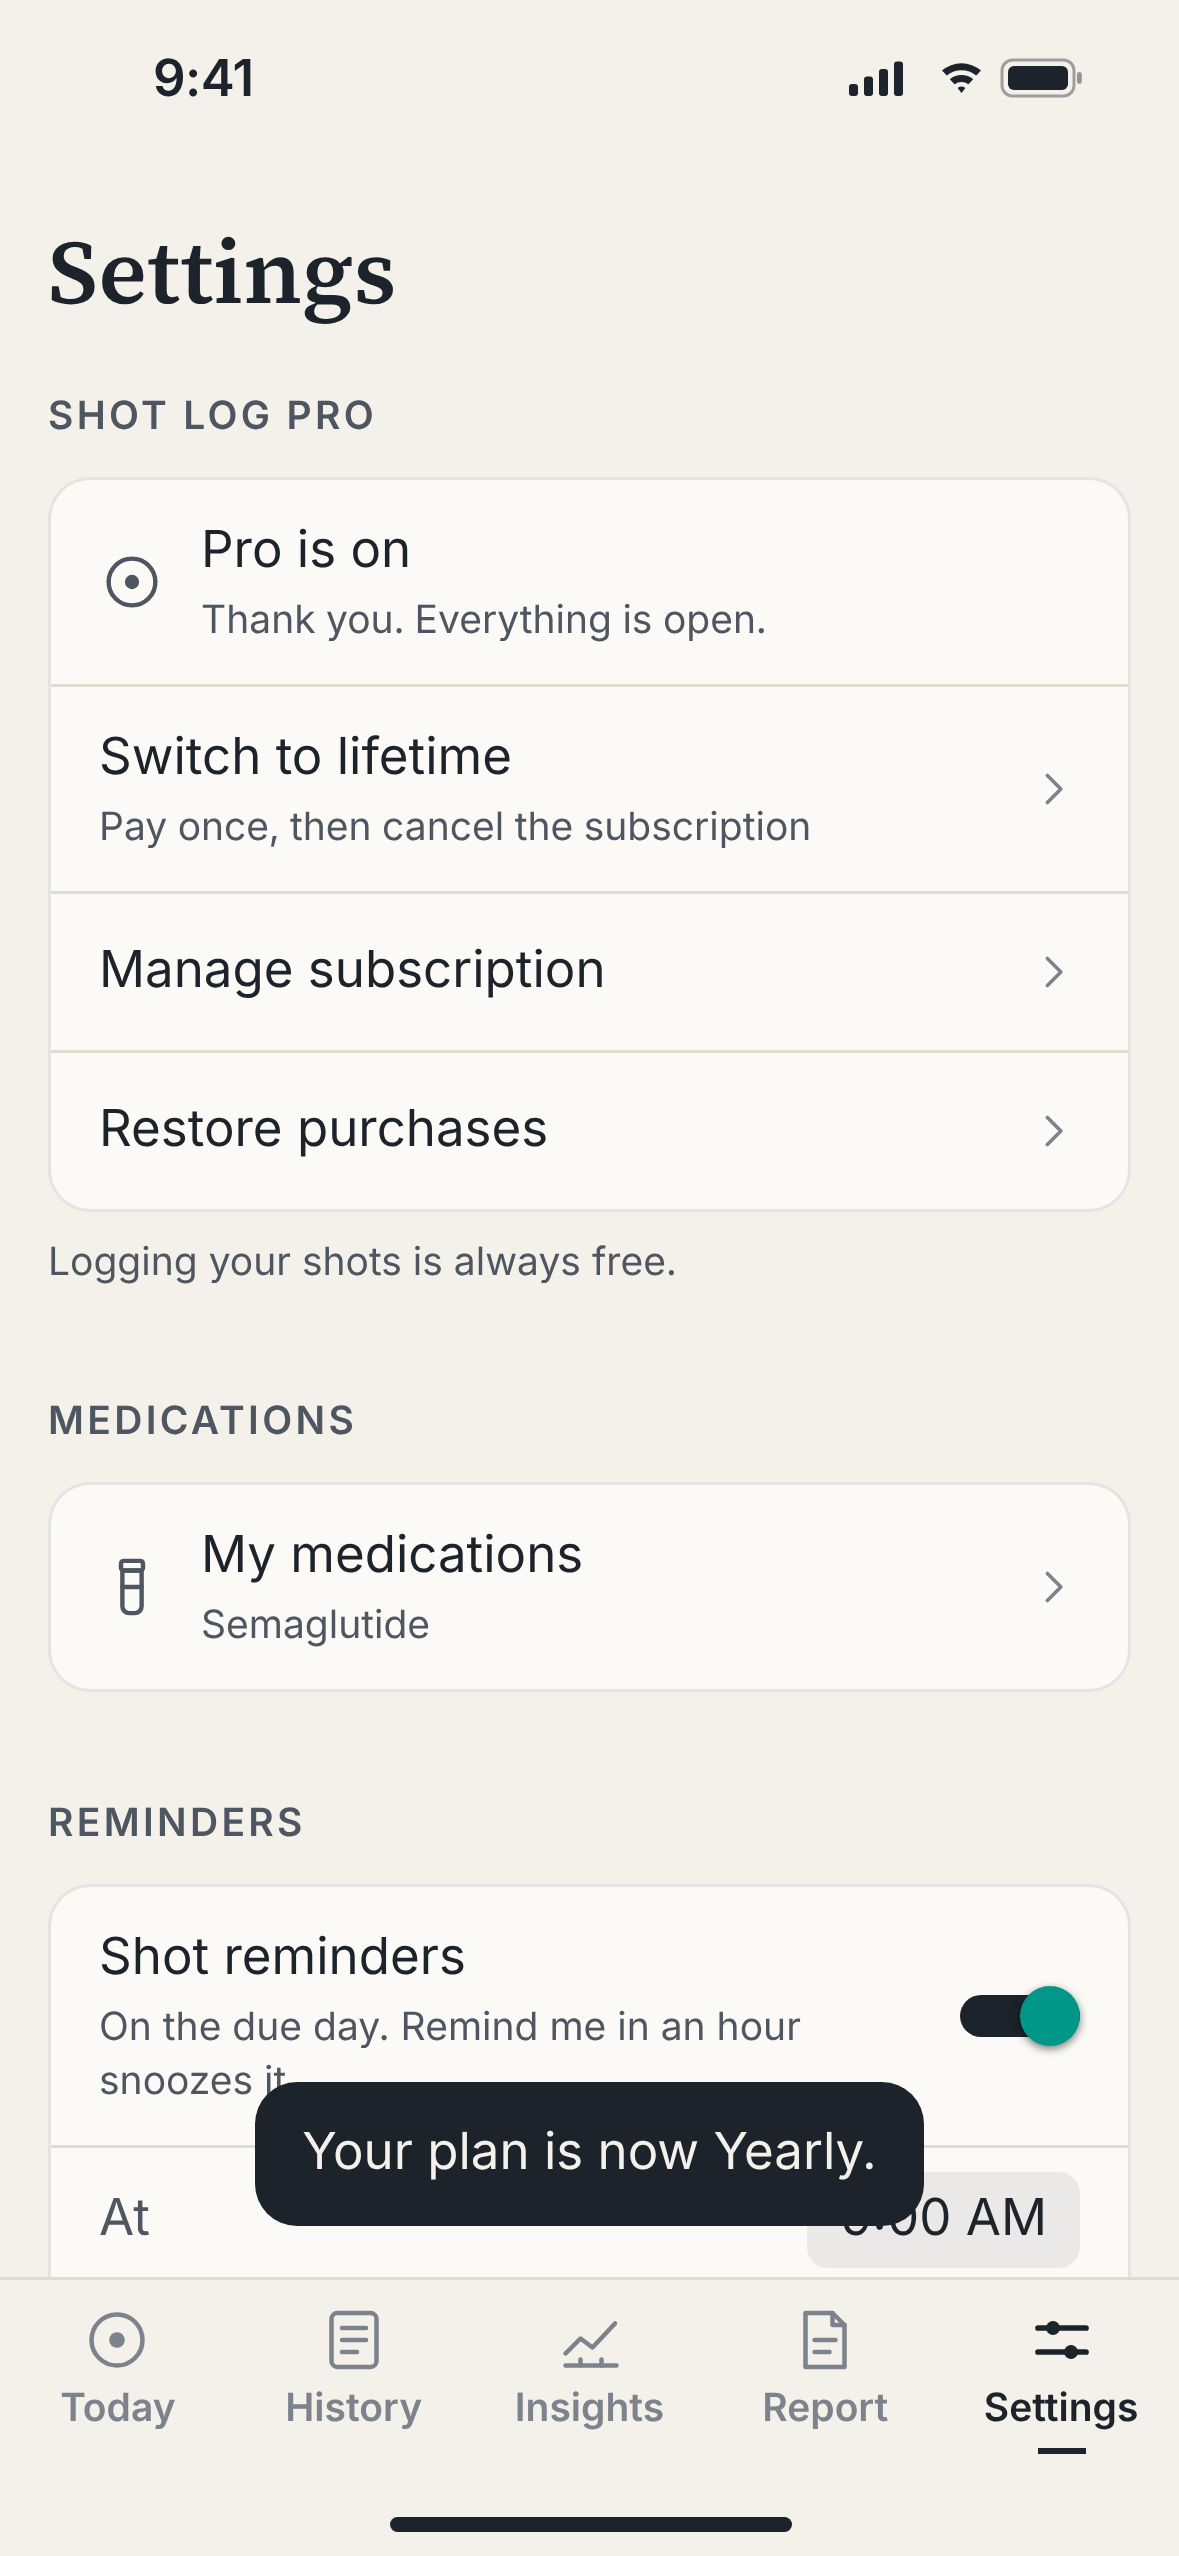 9:41
Settings
SHOT LOG PRO
Pro is on
Thank you. Everything is open.
Switch to lifetime
Pay once, then cancel the subscription
Manage subscription
Restore purchases
Logging your shots is always free.
MEDICATIONS
My medications
Semaglutide
REMINDERS
Shot reminders
On the due day. Remind me in an hour
snoozes it
Your plan is now Yearly.
At
AM
Today
History
Insights
Report
Settings